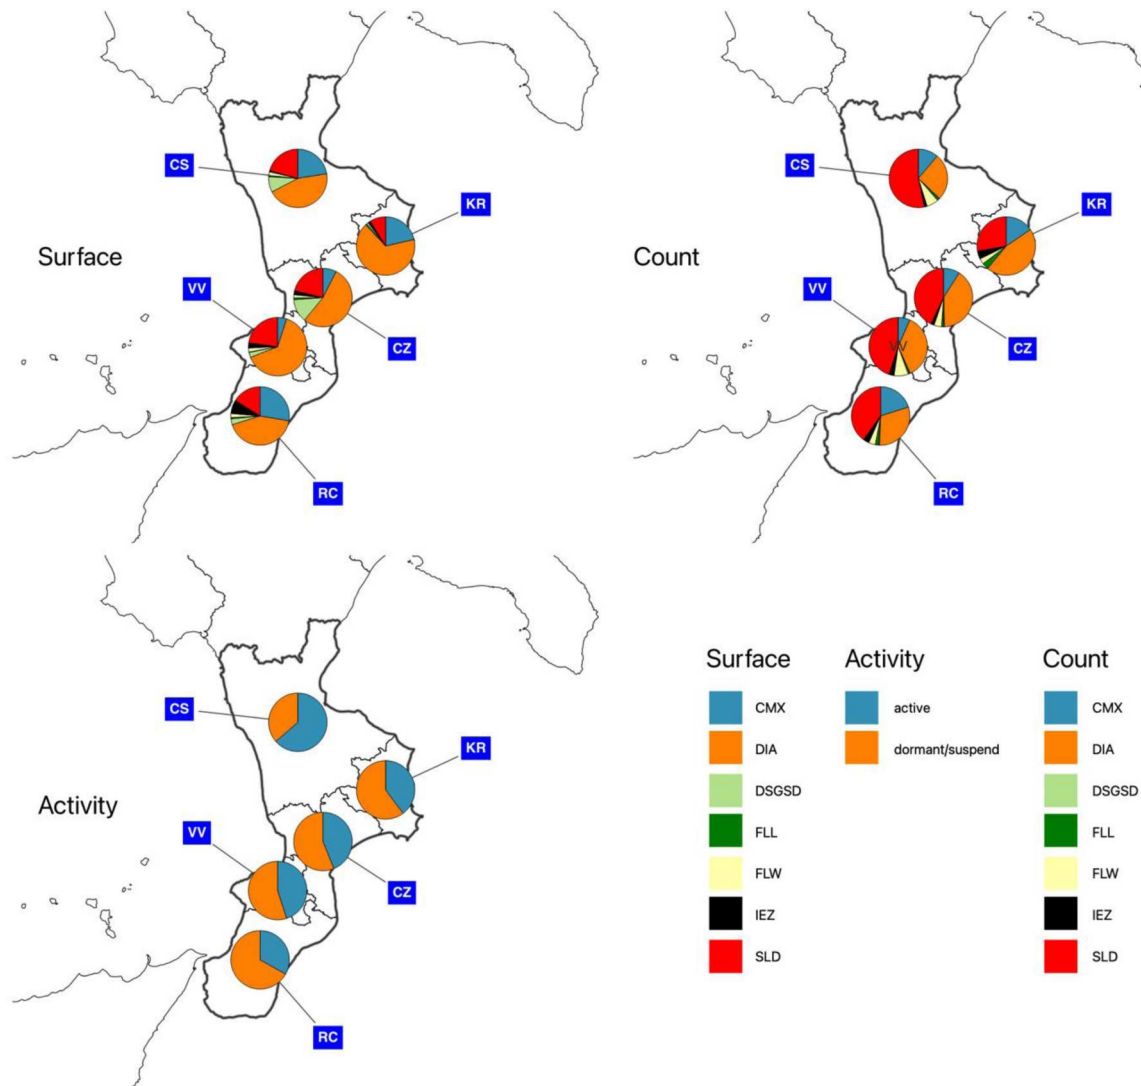 CS
KR
Surface
VV
CZ
RC
CS
KR
Count
VV
VV
CZ
RC
CS
KR
Activity
VV
CZ
RC
Surface Activity Count
CMX active CMX
DIA dormant/suspend DIA
DSGSD DSGSD
FLL FLL
FLW FLW
IEZ IEZ
SLD SLD